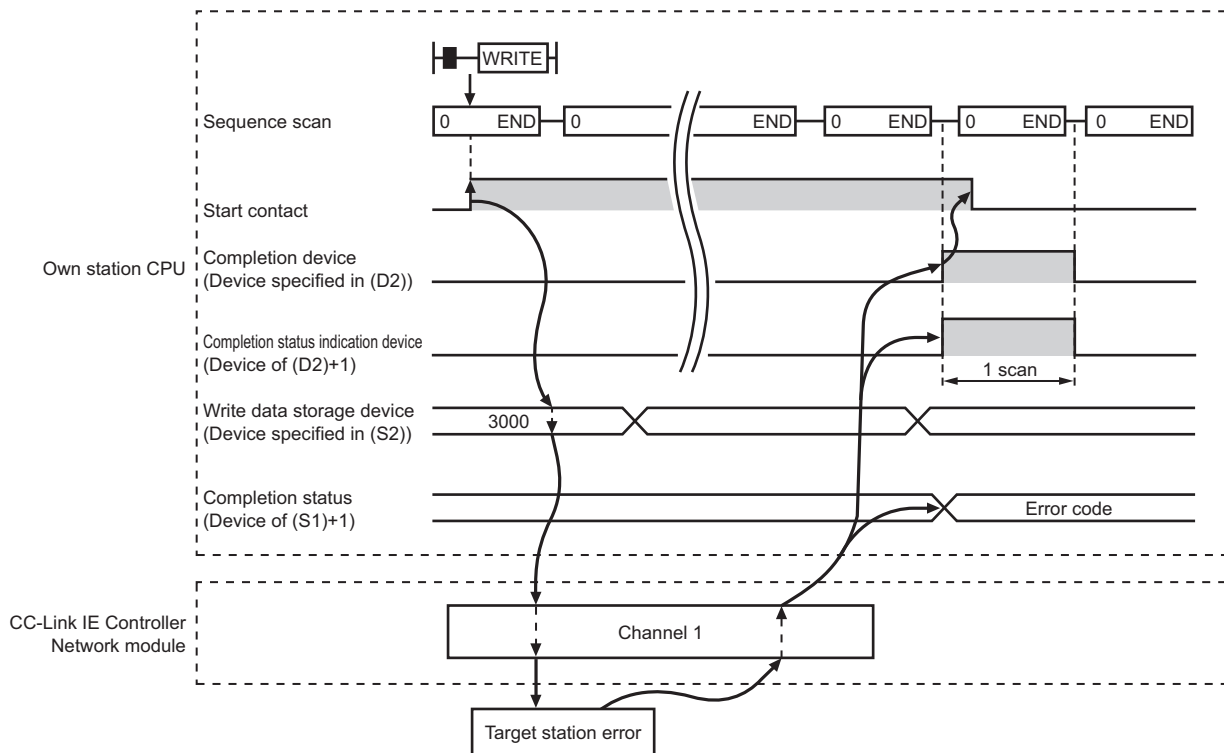 WRITE
Sequence scan
0 END 0 END 0 END 0 END 0 END
Start contact
Own station CPU
Completion device
(Device specified in (D2))
Completion status indication device
(Device of (D2)+1)
1 scan
Write data storage device
(Device specified in (S2))
3000
Completion status
(Device of (S1)+1)
Error code
CC-Link IE Controller
Network module
Channel 1
Target station error